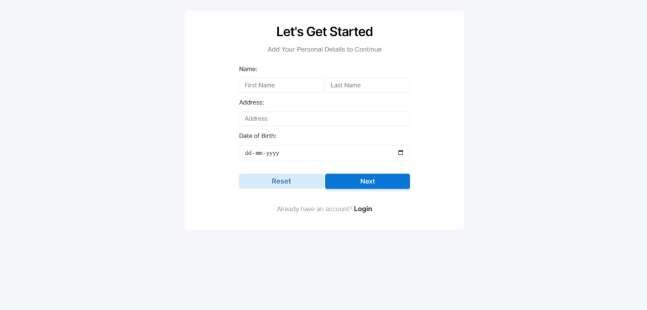 Let's Get Started
Add Your Personal Details to Continue
Name:
First Name Last Name
Address:
Address
Date of Birth:
dd-mm-yyyy
Reset Next
Already have an account? Login